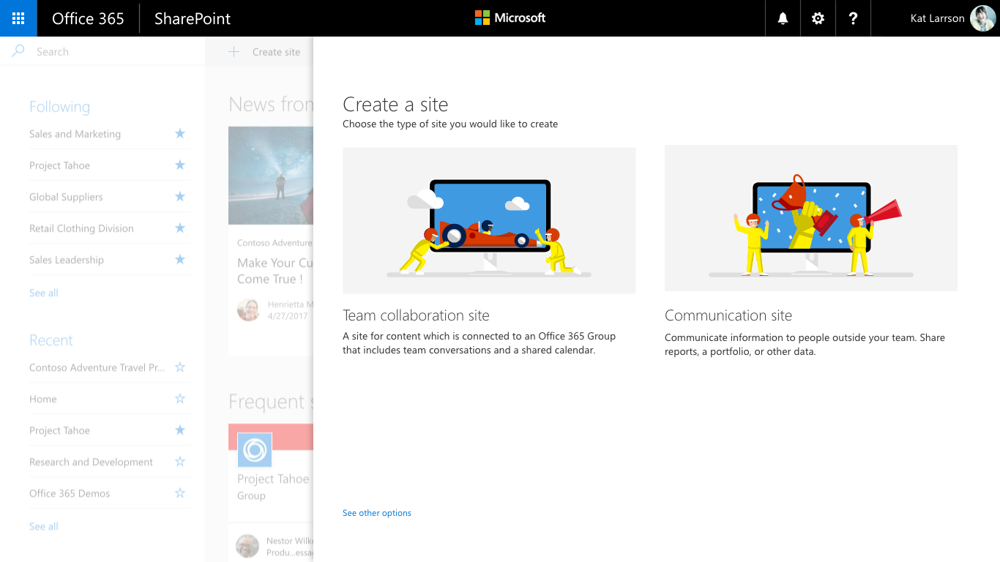 Office 365
SharePoint
Microsoft
?
Kat Larrson
Search
Create site
Following
Sales and Marketing
Project Tahoe
Global Suppliers
Retail Clothing Division
Sales Leadership
See all
Recent
Contoso Adventure Travel Pr...
Home
Project Tahoe
Research and Development
Office 365 Demos
See all
News from
Contoso Adventure
Make Your Cu
Come True !
Henrietta M
4/27/2017
Frequent s
Project Tahoe
Group
Nestor Wilke
Produ...essa
Create a site
Choose the type of site you would like to create
Team collaboration site
A site for content which is connected to an Office 365 Group
that includes team conversations and a shared calendar.
Communication site
Communicate information to people outside your team. Share
reports, a portfolio, or other data.
See other options